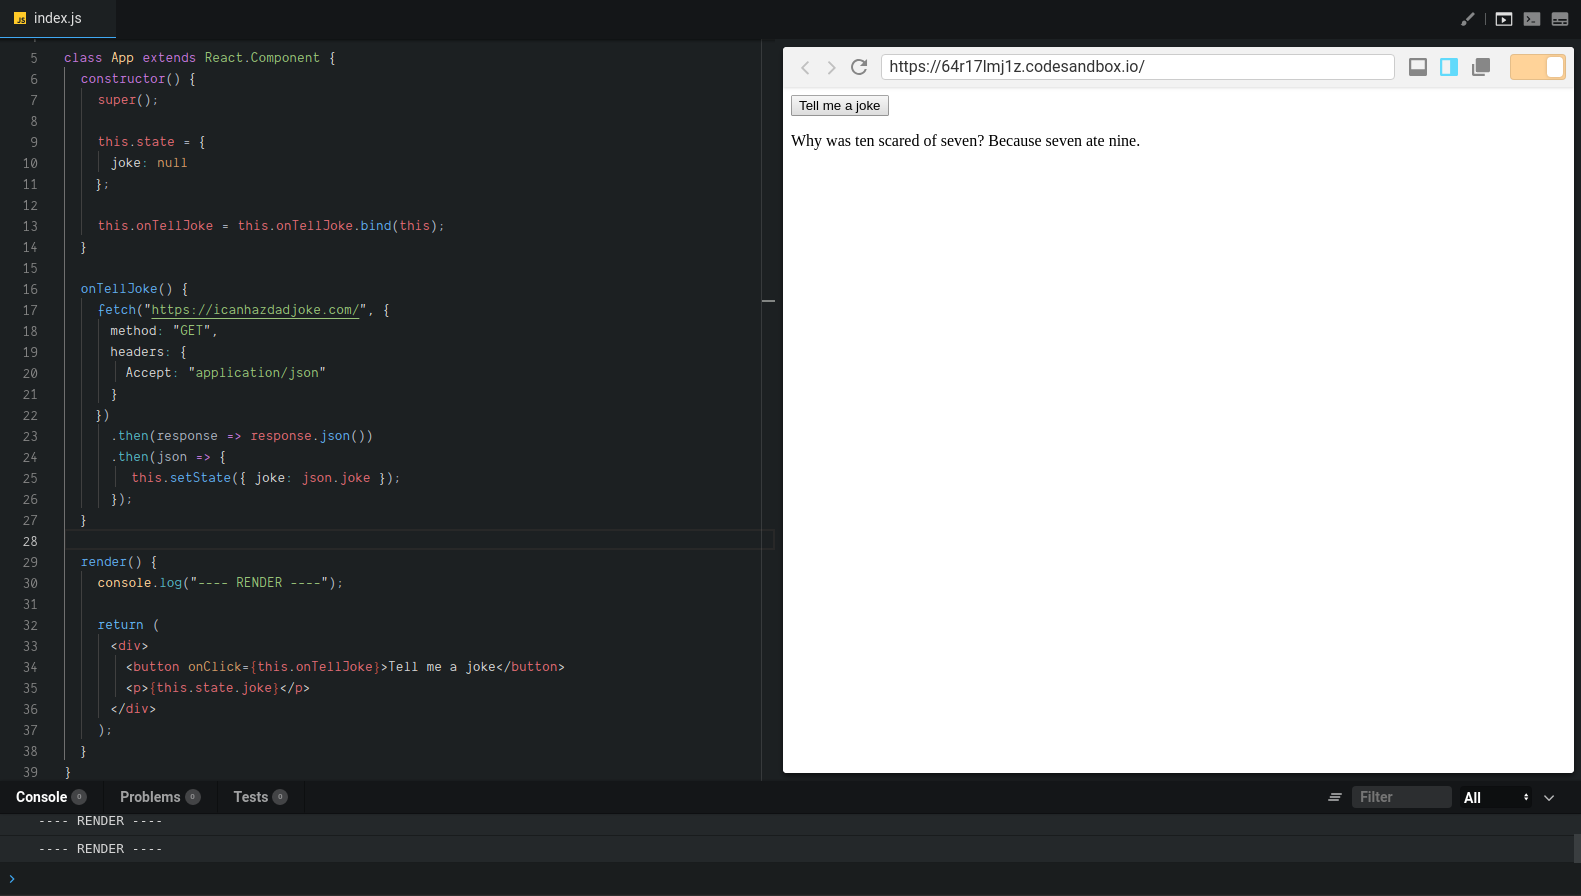 index.js
5 class App extends React.Component {
6 constructor() {
7 super();
8
9 this.state = {
10 joke: null
11 };
12
13 this.onTellJoke = this.onTellJoke.bind(this);
14 }
15
16 onTellJoke() {
17 fetch("https://icanhazdadjoke.com/", {
18 method: "GET",
19 headers: {
20 Accept: "application/json"
21 }
22 })
23 .then(response => response.json())
24 .then(json => {
25 this.setState({ joke: json.joke });
26 });
27 }
28
29 render() {
30 console.log("---- RENDER ----");
31
32 return (
33 <div>
34 <button onClick={this.onTellJoke}>Tell me a joke</button>
35 <p>{this.state.joke}</p>
36 </div>
37 );
38 }
39 }
https://64r17lmj1z.codesandbox.io/
Tell me a joke
Why was ten scared of seven? Because seven ate nine.
Console 0 Problems 0 Tests 0 Filter All
---- RENDER ----
---- RENDER ----
>